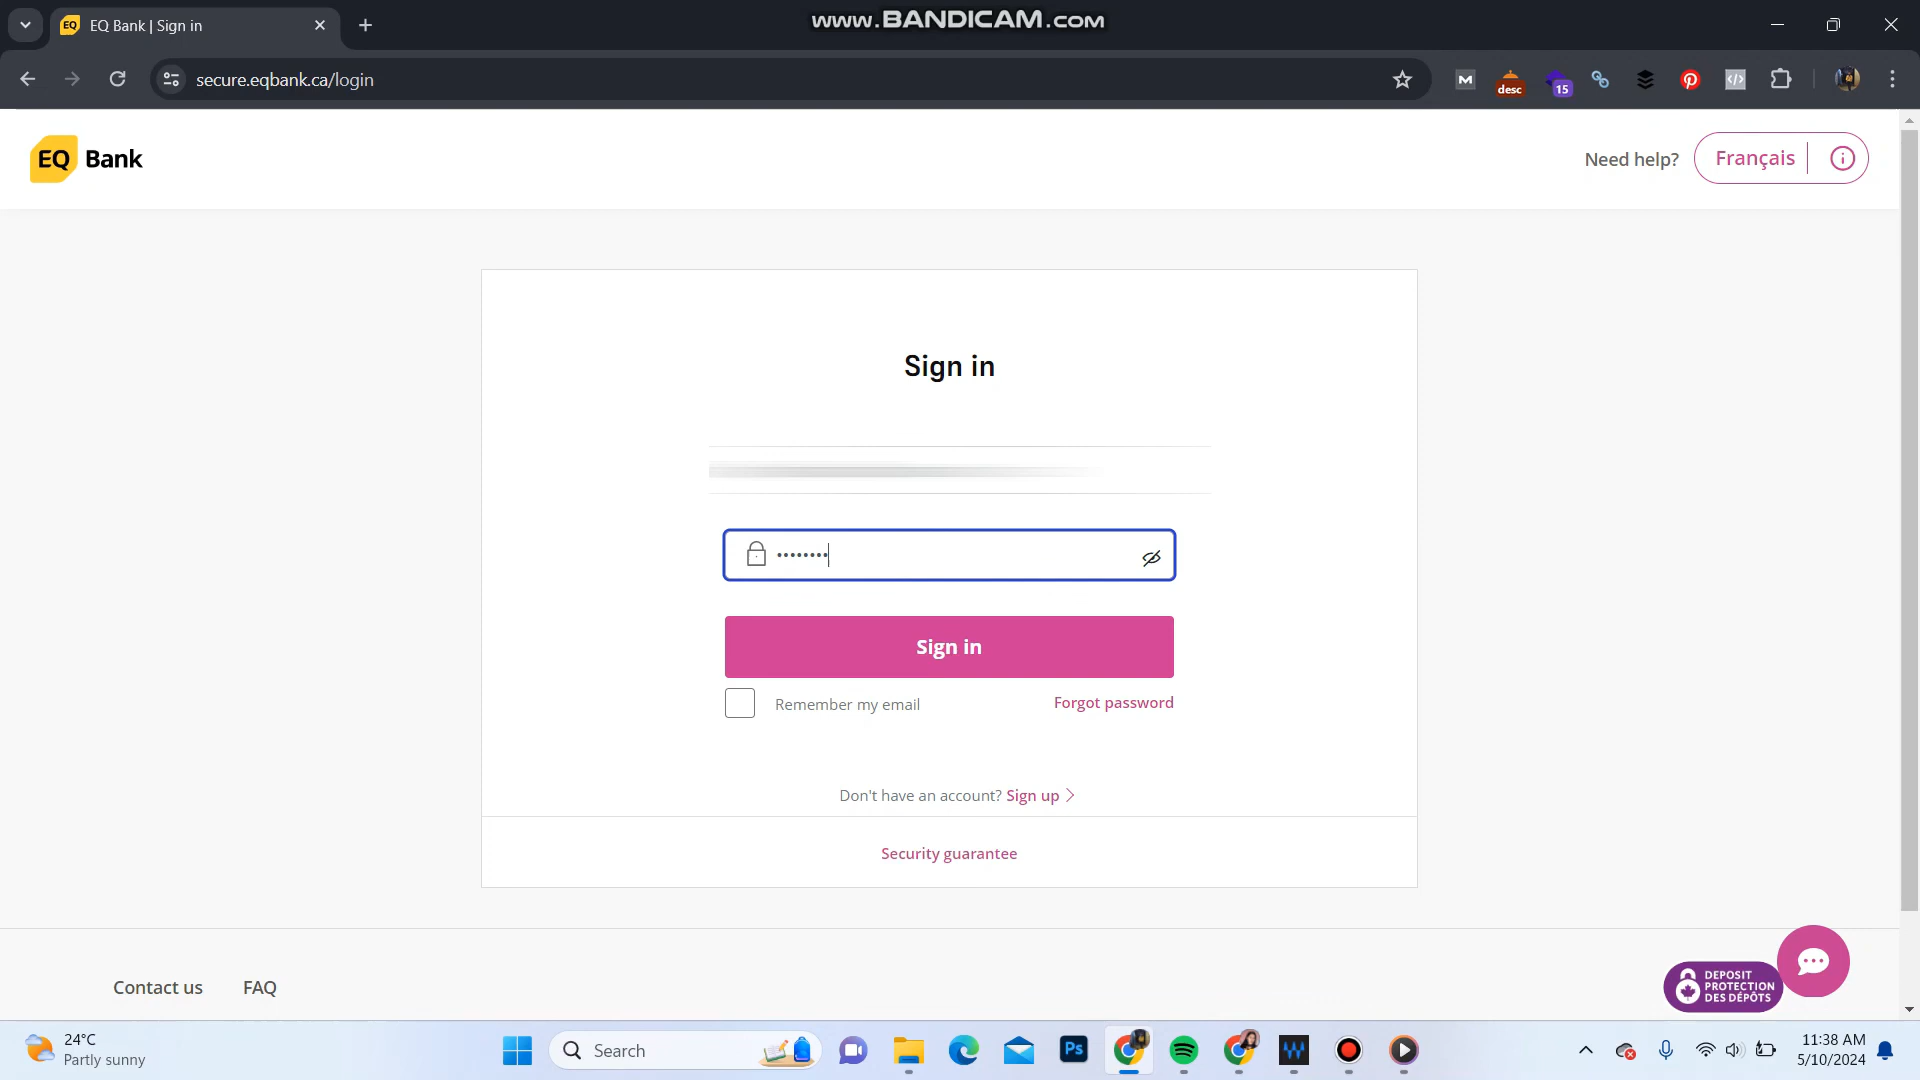 EQ Bank | Sign in
www.BANDICAM.com
secure.eqbank.ca/login
desc
15
EQ Bank
Need help?
Français
Sign in
••••••••
Sign in
Remember my email
Forgot password
Don't have an account? Sign up
Security guarantee
Contact us
FAQ
DEPOSIT
PROTECTION
DES DÉPÔTS
24°C
Partly sunny
Search
Ps
11:38 AM
5/10/2024